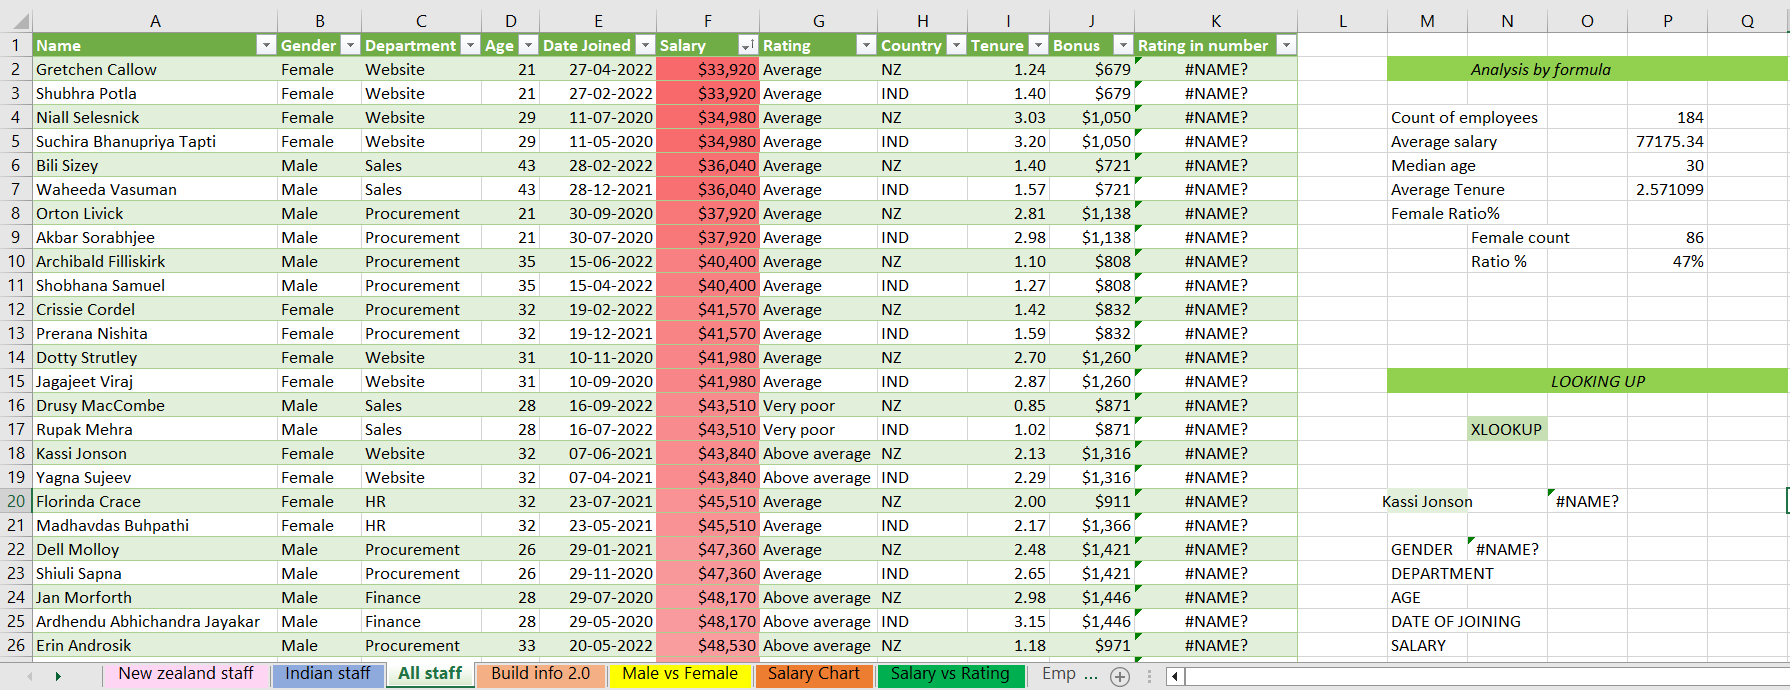 A B C D E F G H I J K L M N O P Q
1 Name Gender Department Age Date Joined Salary Rating Country Tenure Bonus Rating in number
2 Gretchen Callow Female Website 21 27-04-2022 $33,920 Average NZ 1.24 $679 #NAME? Analysis by formula
3 Shubhra Potla Female Website 21 27-02-2022 $33,920 Average IND 1.40 $679 #NAME?
4 Niall Selesnick Female Website 29 11-07-2020 $34,980 Average NZ 3.03 $1,050 #NAME? Count of employees 184
5 Suchira Bhanupriya Tapti Female Website 29 11-05-2020 $34,980 Average IND 3.20 $1,050 #NAME? Average salary 77175.34
6 Bili Sizey Male Sales 43 28-02-2022 $36,040 Average NZ 1.40 $721 #NAME? Median age 30
7 Waheeda Vasuman Male Sales 43 28-12-2021 $36,040 Average IND 1.57 $721 #NAME? Average Tenure 2.571099
8 Orton Livick Male Procurement 21 30-09-2020 $37,920 Average NZ 2.81 $1,138 #NAME? Female Ratio%
9 Akbar Sorabhjee Male Procurement 21 30-07-2020 $37,920 Average IND 2.98 $1,138 #NAME? Female count 86
10 Archibald Filliskirk Male Procurement 35 15-06-2022 $40,400 Average NZ 1.10 $808 #NAME? Ratio % 47%
11 Shobhana Samuel Male Procurement 35 15-04-2022 $40,400 Average IND 1.27 $808 #NAME?
12 Crissie Cordel Female Procurement 32 19-02-2022 $41,570 Average NZ 1.42 $832 #NAME?
13 Prerana Nishita Female Procurement 32 19-12-2021 $41,570 Average IND 1.59 $832 #NAME?
14 Dotty Strutley Female Website 31 10-11-2020 $41,980 Average NZ 2.70 $1,260 #NAME?
15 Jagajeet Viraj Female Website 31 10-09-2020 $41,980 Average IND 2.87 $1,260 #NAME? LOOKING UP
16 Drusy MacCombe Male Sales 28 16-09-2022 $43,510 Very poor NZ 0.85 $871 #NAME?
17 Rupak Mehra Male Sales 28 16-07-2022 $43,510 Very poor IND 1.02 $871 #NAME? XLOOKUP
18 Kassi Jonson Female Website 32 07-06-2021 $43,840 Above average NZ 2.13 $1,316 #NAME?
19 Yagna Sujeev Female Website 32 07-04-2021 $43,840 Above average IND 2.29 $1,316 #NAME?
20 Florinda Crace Female HR 32 23-07-2021 $45,510 Average NZ 2.00 $911 #NAME? Kassi Jonson #NAME?
21 Madhavdas Buhpathi Female HR 32 23-05-2021 $45,510 Average IND 2.17 $1,366 #NAME?
22 Dell Molloy Male Procurement 26 29-01-2021 $47,360 Average NZ 2.48 $1,421 #NAME? GENDER #NAME?
23 Shiuli Sapna Male Procurement 26 29-11-2020 $47,360 Average IND 2.65 $1,421 #NAME? DEPARTMENT
24 Jan Morforth Male Finance 28 29-07-2020 $48,170 Above average NZ 2.98 $1,446 #NAME? AGE
25 Ardhendu Abhichandra Jayakar Male Finance 28 29-05-2020 $48,170 Above average IND 3.15 $1,446 #NAME? DATE OF JOINING
26 Erin Androsik Male Procurement 33 20-05-2022 $48,530 Above average NZ 1.18 $971 #NAME? SALARY
New zealand staff Indian staff All staff Build info 2.0 Male vs Female Salary Chart Salary vs Rating Emp ...